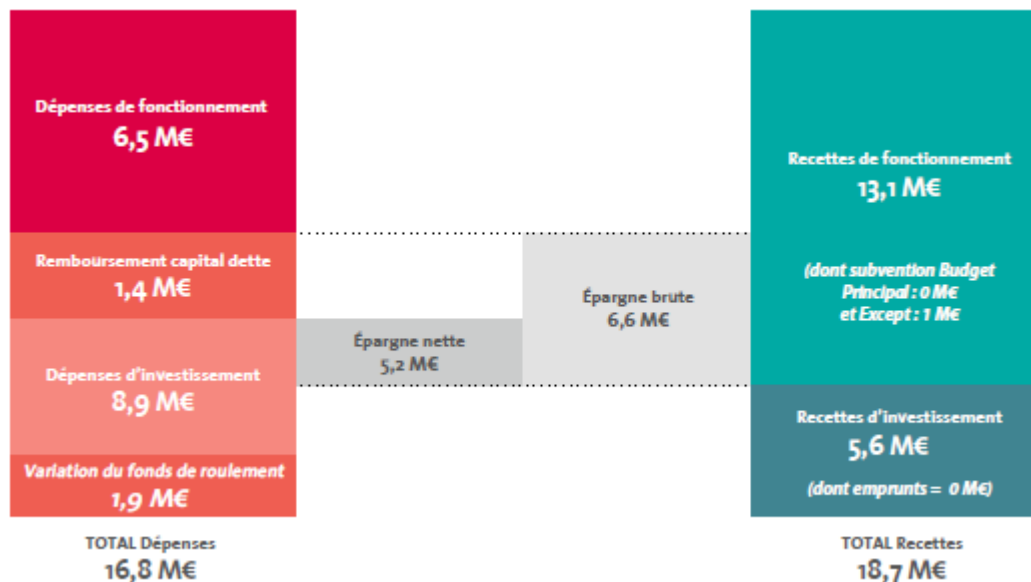 Dépenses de fonctionnement
6,5 M€
Remboursement capital dette
1,4 M€
Dépenses d'investissement
8,9 M€
Variation du fonds de roulement
1,9 M€
TOTAL Dépenses
16,8 M€
Épargne nette
5,2 M€
Épargne brute
6,6 M€
Recettes de fonctionnement
13,1 M€
(dont subvention Budget
Principal : 0 M€
et Except : 1 M€
Recettes d'investissement
5,6 M€
(dont emprunts = 0 M€)
TOTAL Recettes
18,7 M€